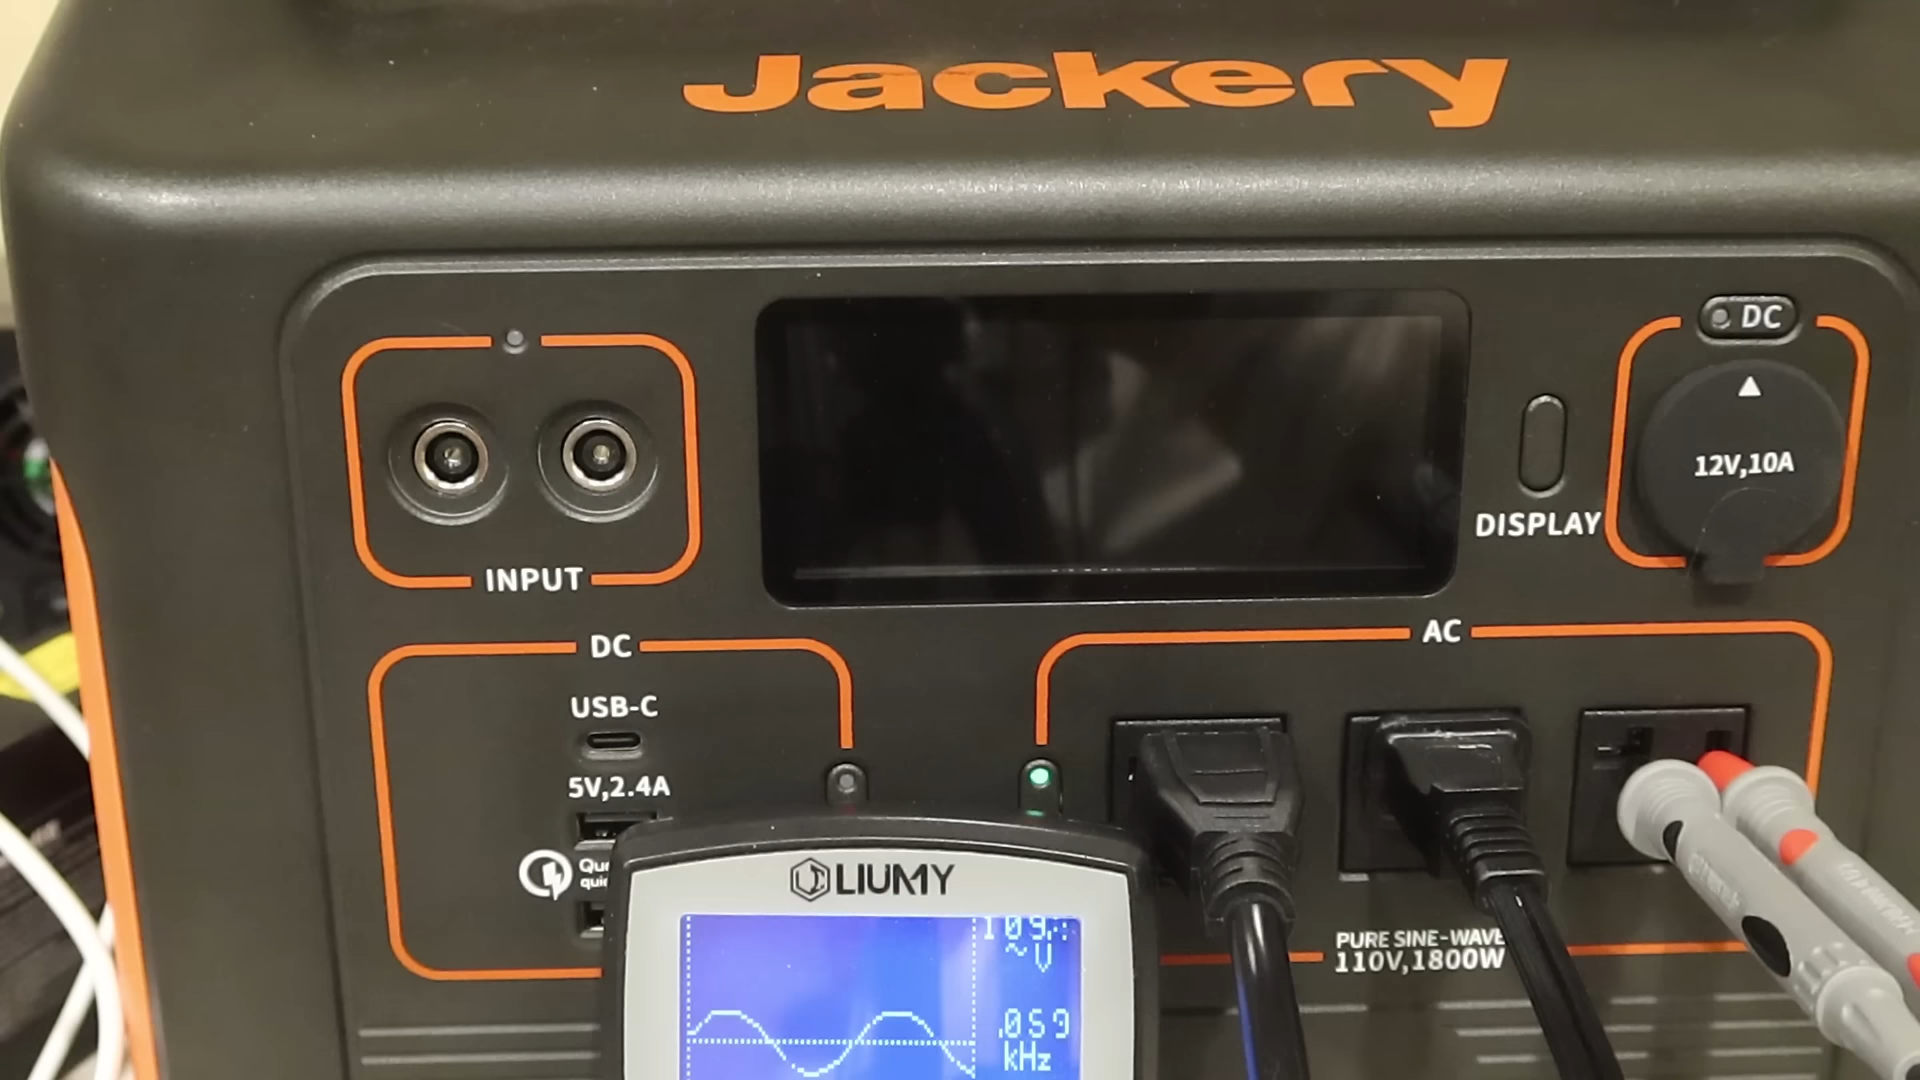 Jackery
DC
12V,10A
DISPLAY
INPUT
DC
AC
USB-C
5V,2.4A
LIUMY
PURE SINE-WAVE
110V,1800W
~V
.059
kHz